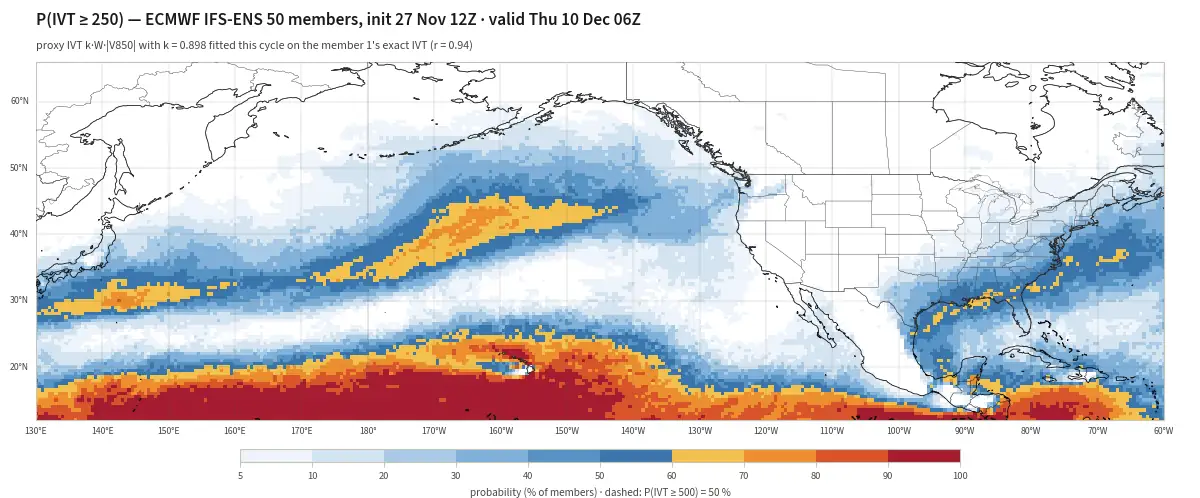 P(IVT ≥ 250) — ECMWF IFS-ENS 50 members, init 27 Nov 12Z · valid Thu 10 Dec 06Z
proxy IVT k·W·|V850| with k = 0.898 fitted this cycle on the member 1's exact IVT (r = 0.94)
60°N
50°N
40°N
30°N
20°N
130°E 140°E 150°E 160°E 170°E 180° 170°W 160°W 150°W 140°W 130°W 120°W 110°W 100°W 90°W 80°W 70°W 60°W
5 10 20 30 40 50 60 70 80 90 100
probability (% of members) · dashed: P(IVT ≥ 500) = 50 %